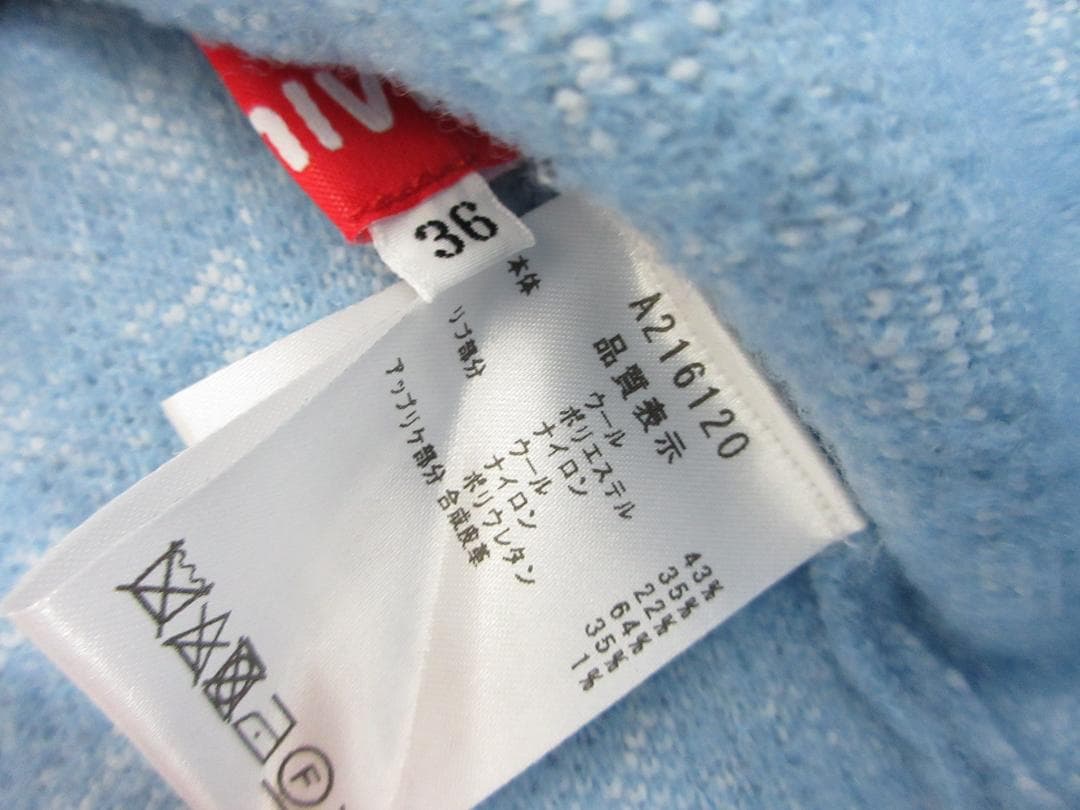 36
A216120
品質表示
本体 ウール 43%
ポリエステル 35%
ナイロン 22%
リブ部分 ウール 64%
ナイロン 35%
ポリウレタン 1%
アップリケ部分 合成皮革
F